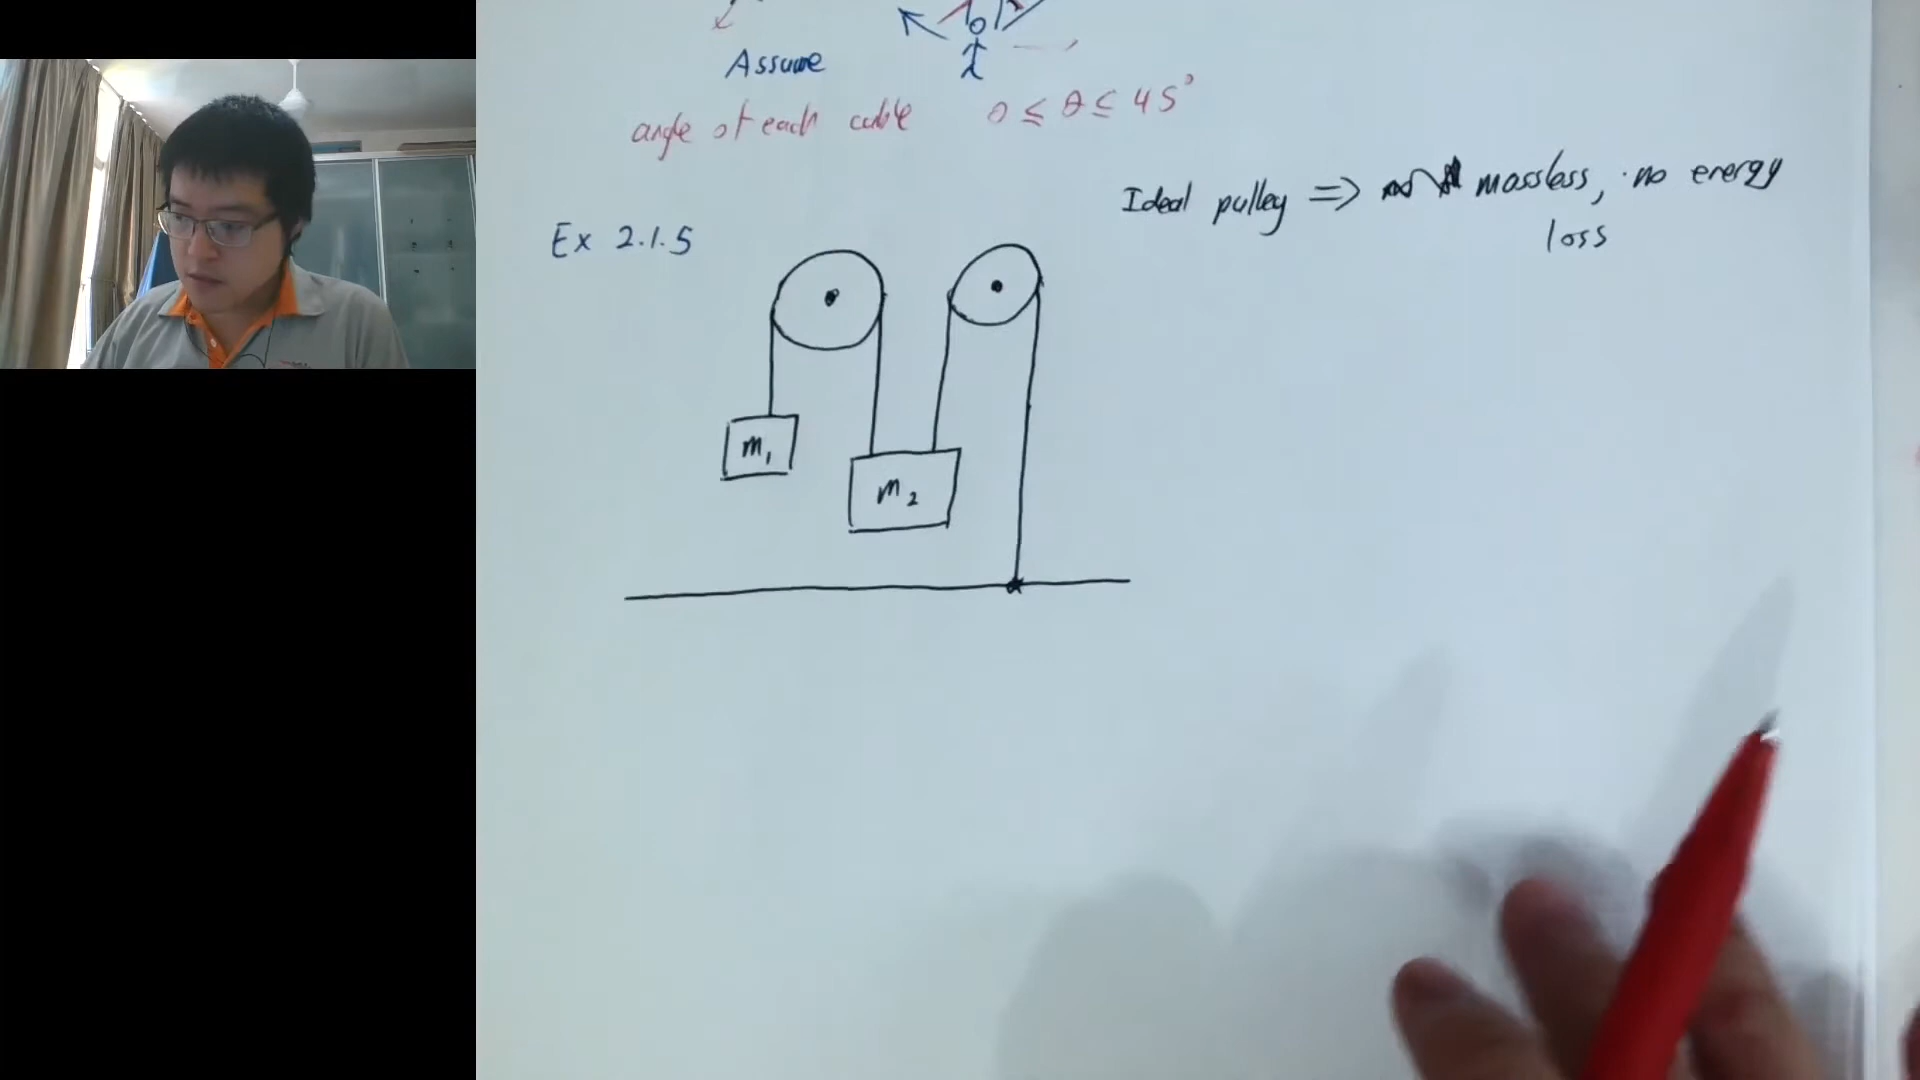 Assume
angle of each cable 0 ≤ θ ≤ 45°
Ideal pulley => massless, no energy
loss
Ex 2.1.5
m₁
m₂